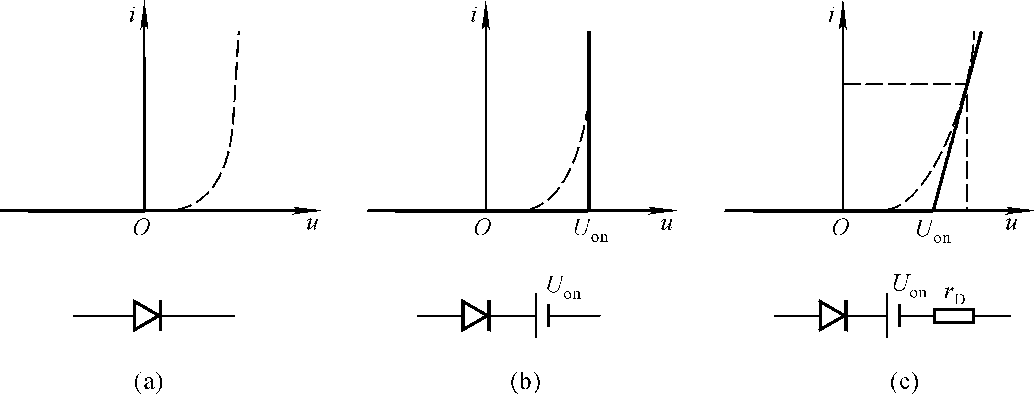 i i i
O u O U_on u O U_on u
U_on U_on r_D
(a) (b) (c)